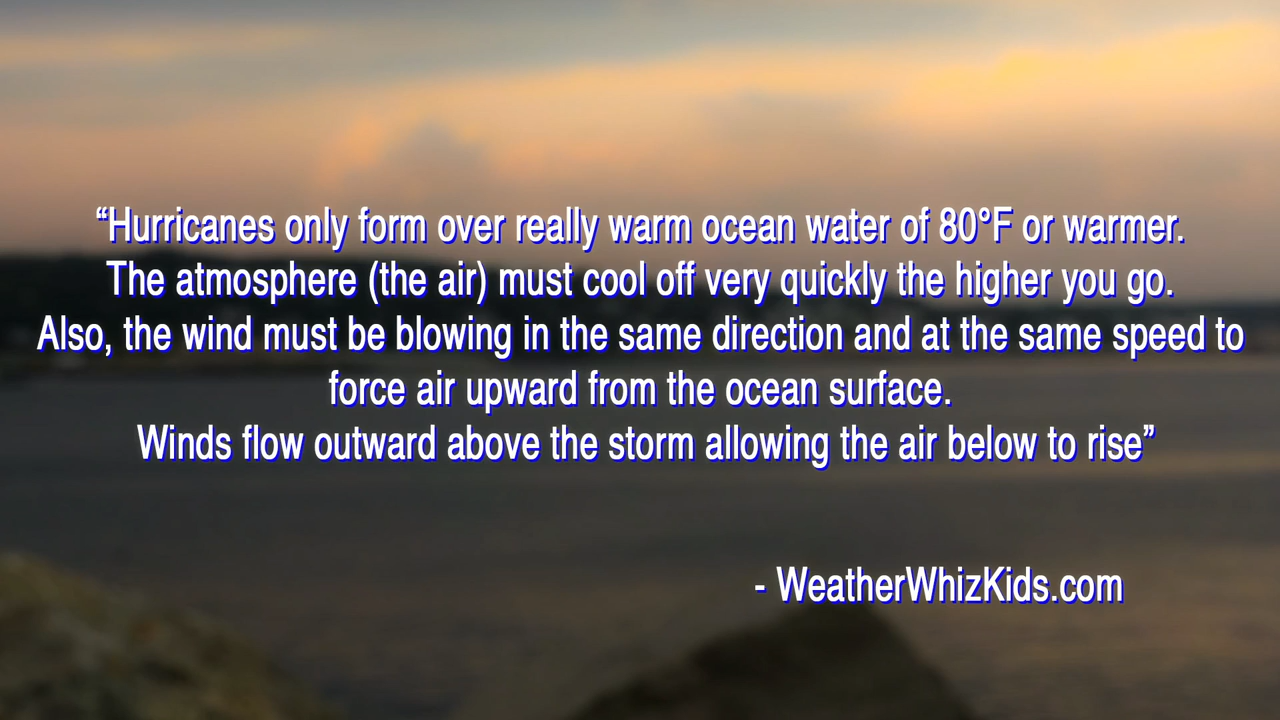 “Hurricanes only form over really warm ocean water of 80°F or warmer.
The atmosphere (the air) must cool off very quickly the higher you go.
Also, the wind must be blowing in the same direction and at the same speed to
force air upward from the ocean surface.
Winds flow outward above the storm allowing the air below to rise”
- WeatherWhizKids.com